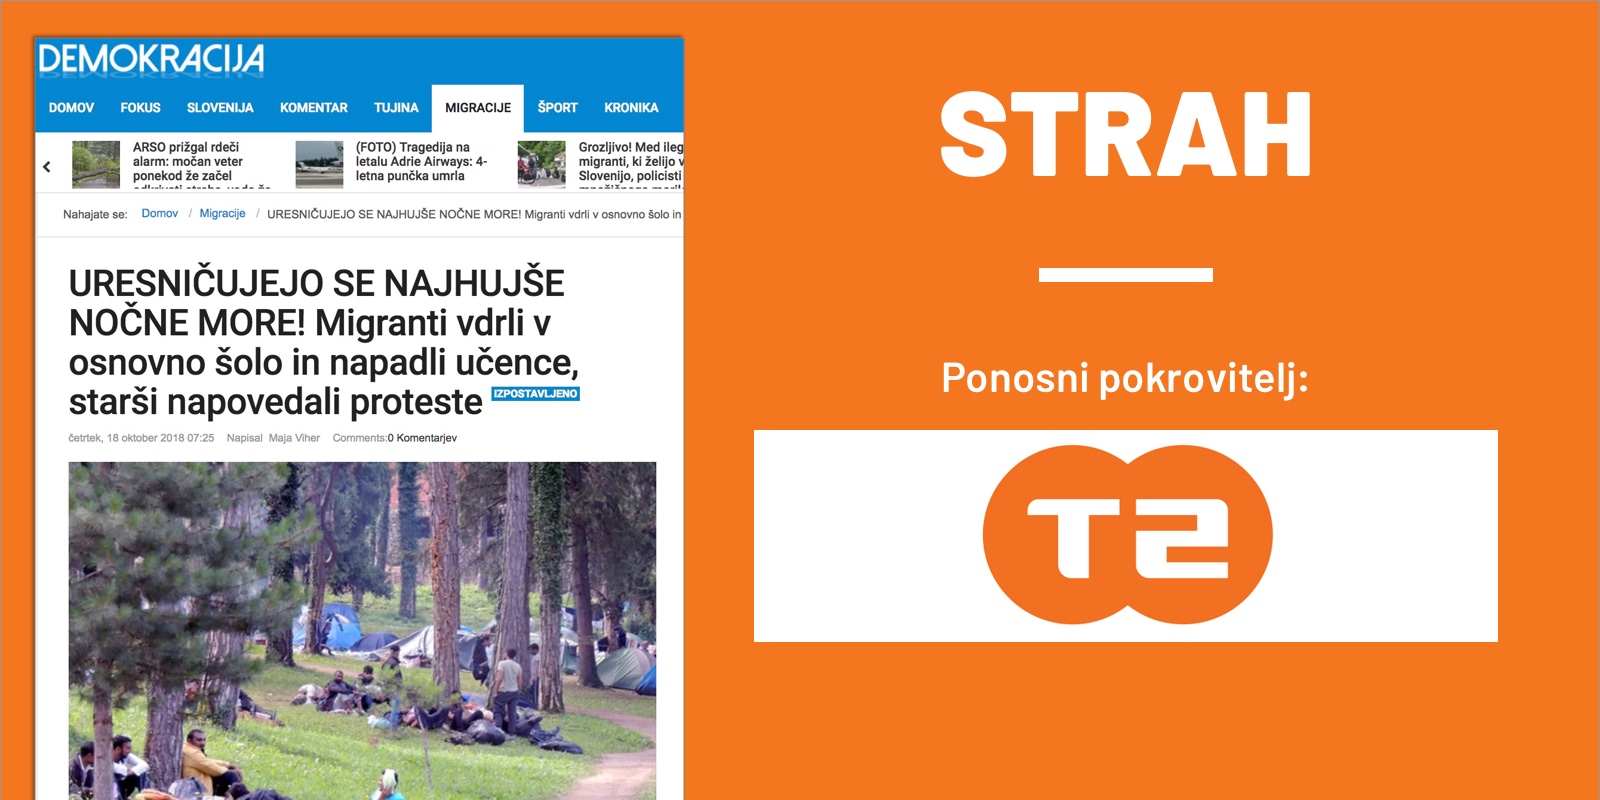 DEMOKRACIJA
DOMOV FOKUS SLOVENIJA KOMENTAR TUJINA MIGRACIJE ŠPORT KRONIKA
ARSO prižgal rdeči
alarm: močan veter
ponekod že začel
(FOTO) Tragedija na
letalu Adrie Airways: 4-
letna punčka umrla
Grozljivo! Med ileg
migranti, ki želijo v
Slovenijo, policisti
Nahajate se: Domov / Migracije / URESNIČUJEJO SE NAJHUJŠE NOČNE MORE! Migranti vdrli v osnovno šolo in
URESNIČUJEJO SE NAJHUJŠE
NOČNE MORE! Migranti vdrli v
osnovno šolo in napadli učence,
starši napovedali proteste IZPOSTAVLJENO
četrtek, 18 oktober 2018 07:25 Napisal Maja Viher Comments:0 Komentarjev
STRAH
Ponosni pokrovitelj:
T2